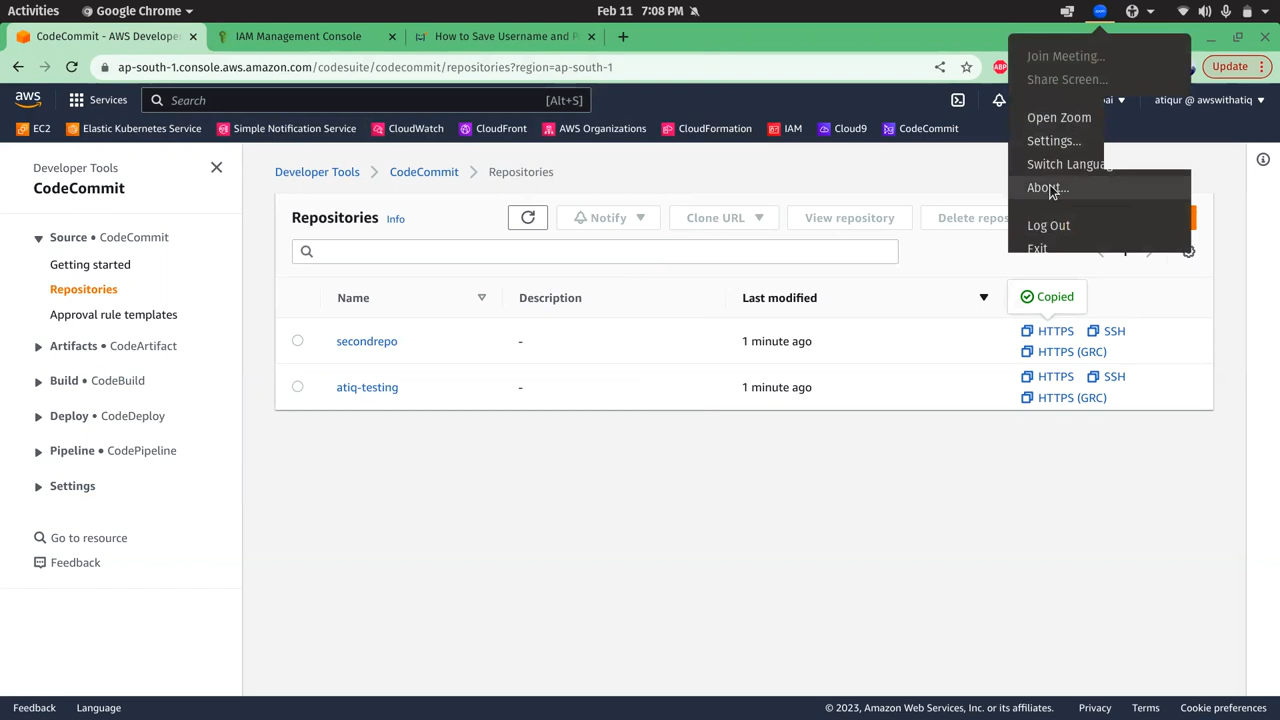 Activities
Google Chrome
Feb 11 7:08 PM
CodeCommit - AWS Develope
IAM Management Console
How to Save Username and P
ap-south-1.console.aws.amazon.com/codesuite/codecommit/repositories?region=ap-south-1
ABP
Update
Join Meeting...
Share Screen...
Open Zoom
Settings...
Switch Langua
About...
Log Out
Exit
aws
Services
Search
[Alt+S]
bai
atiqur @ awswithatiq
EC2
Elastic Kubernetes Service
Simple Notification Service
CloudWatch
CloudFront
AWS Organizations
CloudFormation
IAM
Cloud9
CodeCommit
Developer Tools
CodeCommit
Source • CodeCommit
Getting started
Repositories
Approval rule templates
Artifacts • CodeArtifact
Build • CodeBuild
Deploy • CodeDeploy
Pipeline • CodePipeline
Settings
Go to resource
Feedback
Developer Tools
CodeCommit
Repositories
Repositories
Info
Notify
Clone URL
View repository
Delete repos
Name
Description
Last modified
Copied
secondrepo
-
1 minute ago
HTTPS
SSH
HTTPS (GRC)
atiq-testing
-
1 minute ago
HTTPS
SSH
HTTPS (GRC)
Feedback
Language
© 2023, Amazon Web Services, Inc. or its affiliates.
Privacy
Terms
Cookie preferences